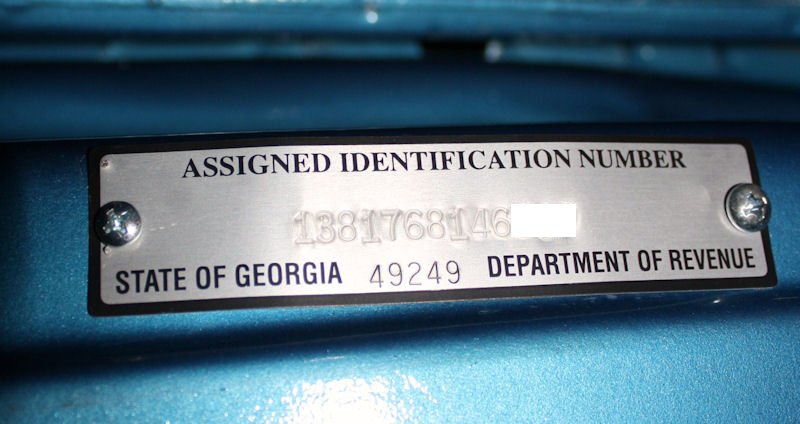 ASSIGNED IDENTIFICATION NUMBER
1381768146
STATE OF GEORGIA 49249 DEPARTMENT OF REVENUE